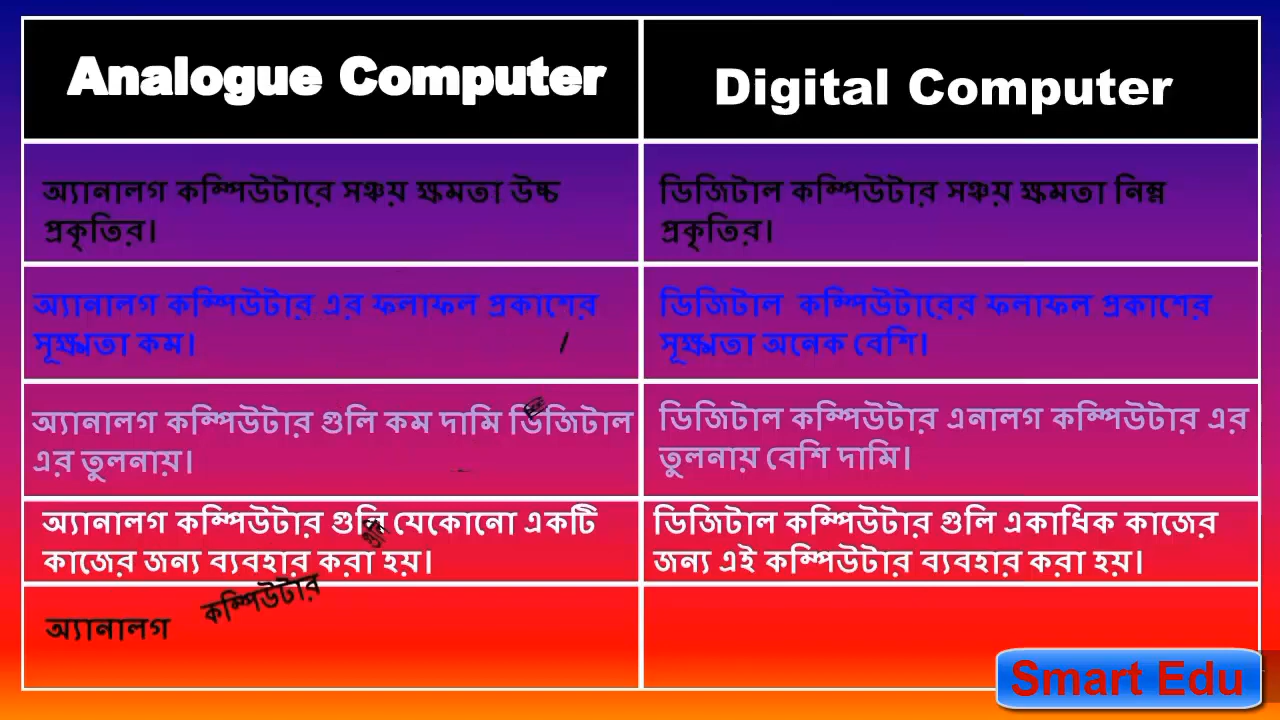 Analogue Computer
Digital Computer
অ্যানালগ কম্পিউটারে সঞ্চয় ক্ষমতা উচ্চ
প্রকৃতির।
ডিজিটাল কম্পিউটার সঞ্চয় ক্ষমতা নিম্ন
প্রকৃতির।
অ্যানালগ কম্পিউটার এর ফলাফল প্রকাশের
সূক্ষ্মতা কম।
ডিজিটাল কম্পিউটারের ফলাফল প্রকাশের
সূক্ষ্মতা অনেক বেশি।
অ্যানালগ কম্পিউটার গুলি কম দামি ডিজিটাল
এর তুলনায়।
ডিজিটাল কম্পিউটার এনালগ কম্পিউটার এর
তুলনায় বেশি দামি।
অ্যানালগ কম্পিউটার গুলি যেকোনো একটি
কাজের জন্য ব্যবহার করা হয়।
ডিজিটাল কম্পিউটার গুলি একাধিক কাজের
জন্য এই কম্পিউটার ব্যবহার করা হয়।
অ্যানালগ কম্পিউটার
Smart Edu